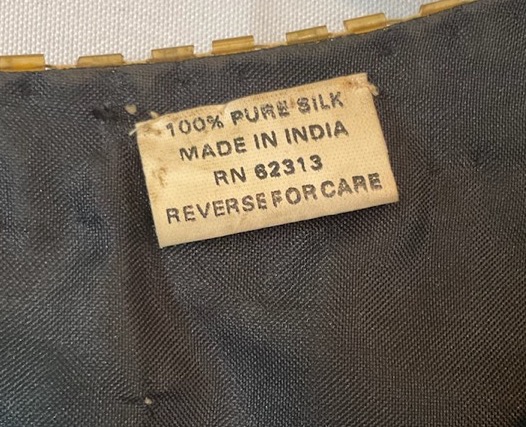 100% PURE SILK
MADE IN INDIA
RN 62313
REVERSE FOR CARE